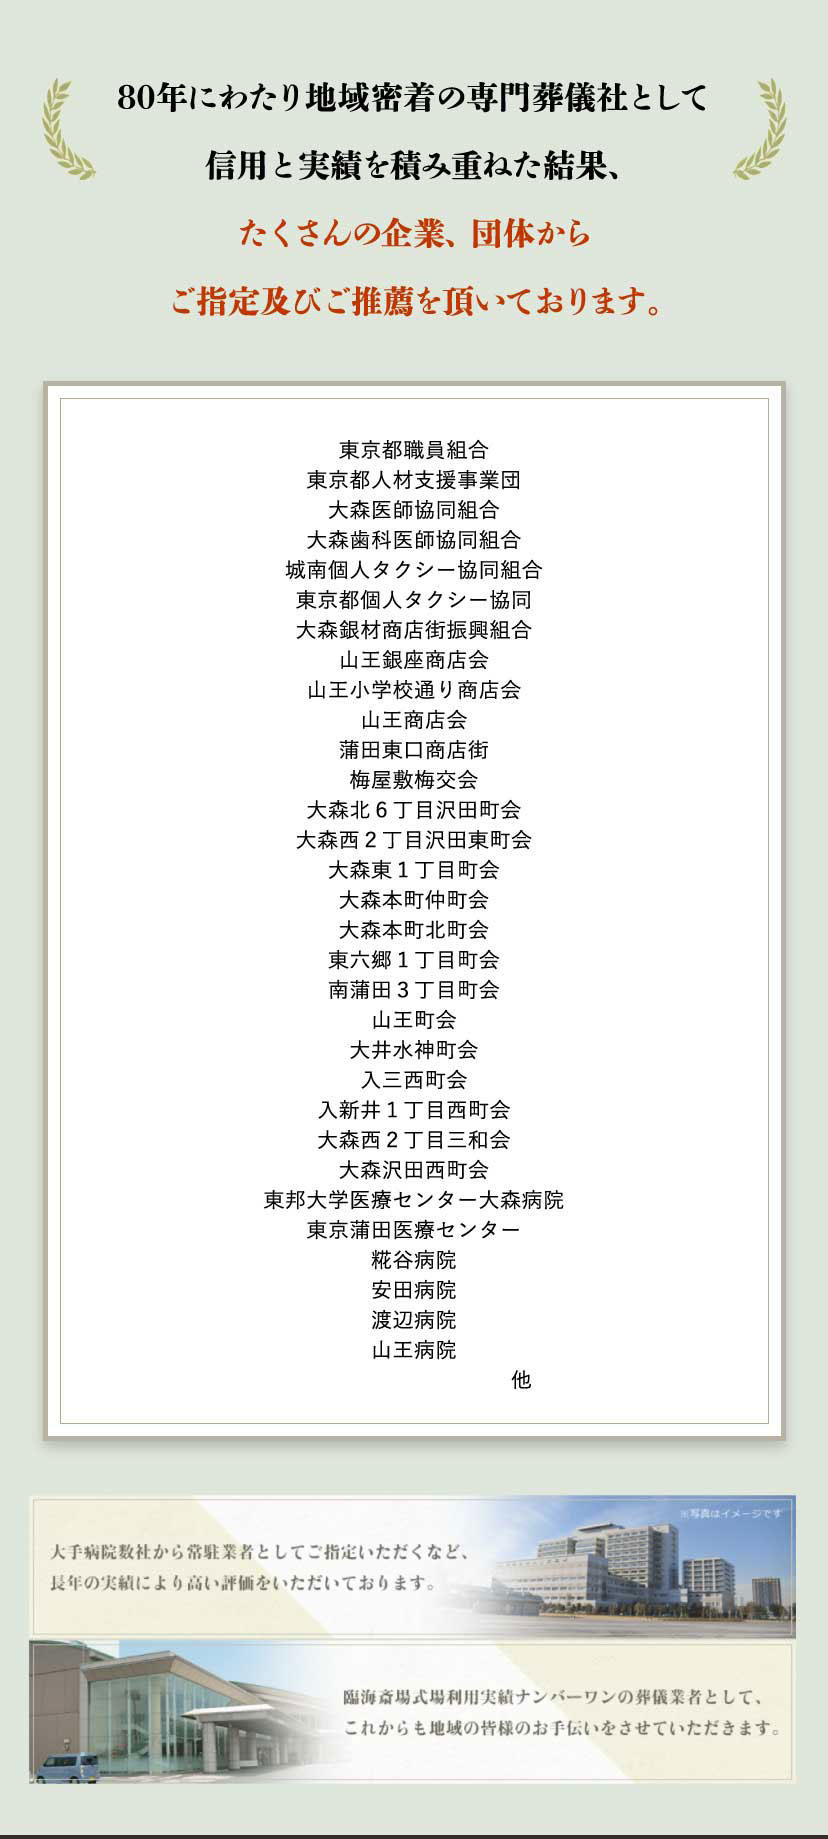 80年にわたり地域密着の専門葬儀社として
信用と実績を積み重ねた結果、
たくさんの企業、団体から
ご指定及びご推薦を頂いております。
東京都職員組合
東京都人材支援事業団
大森医師協同組合
大森歯科医師協同組合
城南個人タクシー協同組合
東京都個人タクシー協同
大森銀材商店街振興組合
山王銀座商店会
山王小学校通り商店会
山王商店会
蒲田東口商店街
梅屋敷梅交会
大森北６丁目沢田町会
大森西２丁目沢田東町会
大森東１丁目町会
大森本町仲町会
大森本町北町会
東六郷１丁目町会
南蒲田３丁目町会
山王町会
大井水神町会
入三西町会
入新井１丁目西町会
大森西２丁目三和会
大森沢田西町会
東邦大学医療センター大森病院
東京蒲田医療センター
糀谷病院
安田病院
渡辺病院
山王病院
他
※写真はイメージです
大手病院数社から常駐業者としてご指定いただくなど、
長年の実績により高い評価をいただいております。
臨海斎場式場利用実績ナンバーワンの葬儀業者として、
これからも地域の皆様のお手伝いをさせていただきます。